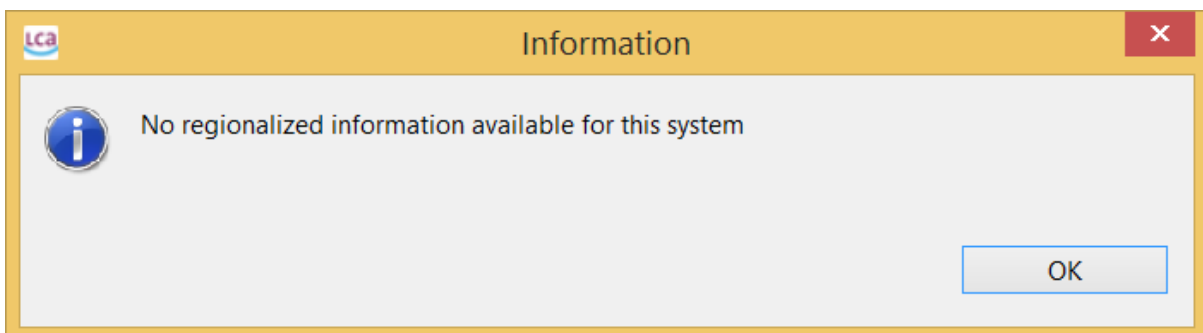 LCA
Information
No regionalized information available for this system
OK